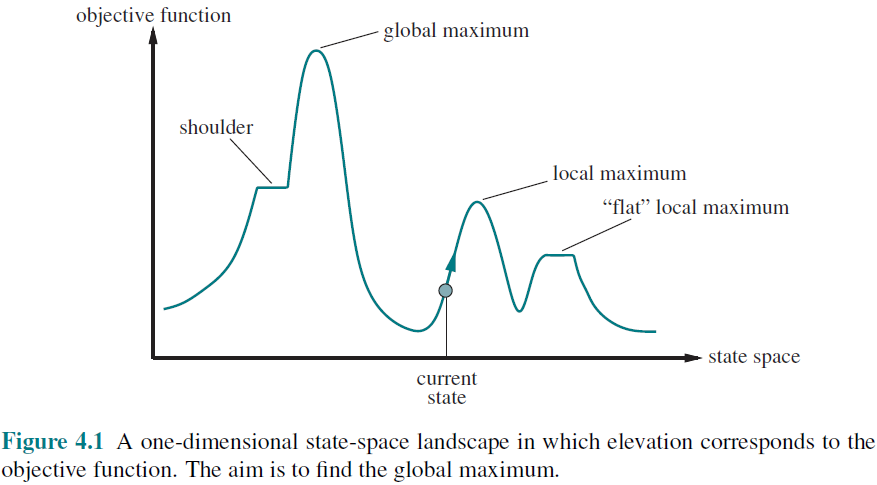 objective function
global maximum
shoulder
local maximum
“flat” local maximum
state space
current
state
Figure 4.1 A one-dimensional state-space landscape in which elevation corresponds to the
objective function. The aim is to find the global maximum.